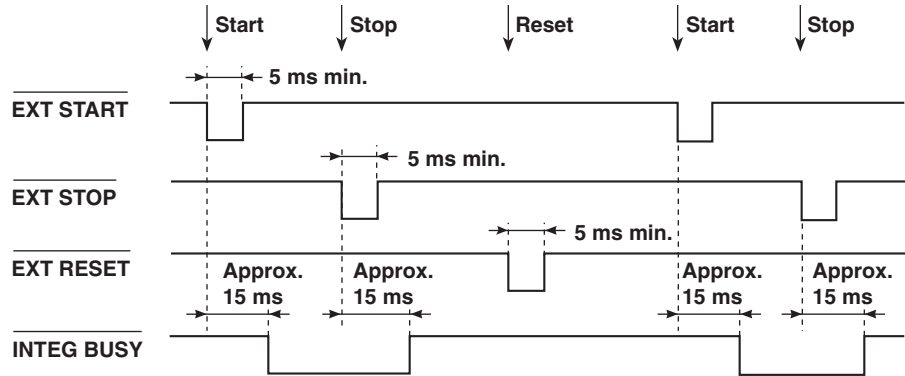 Start Stop Reset Start Stop
5 ms min.
EXT START
5 ms min.
EXT STOP
5 ms min.
EXT RESET
Approx. Approx. Approx. Approx.
15 ms 15 ms 15 ms 15 ms
INTEG BUSY